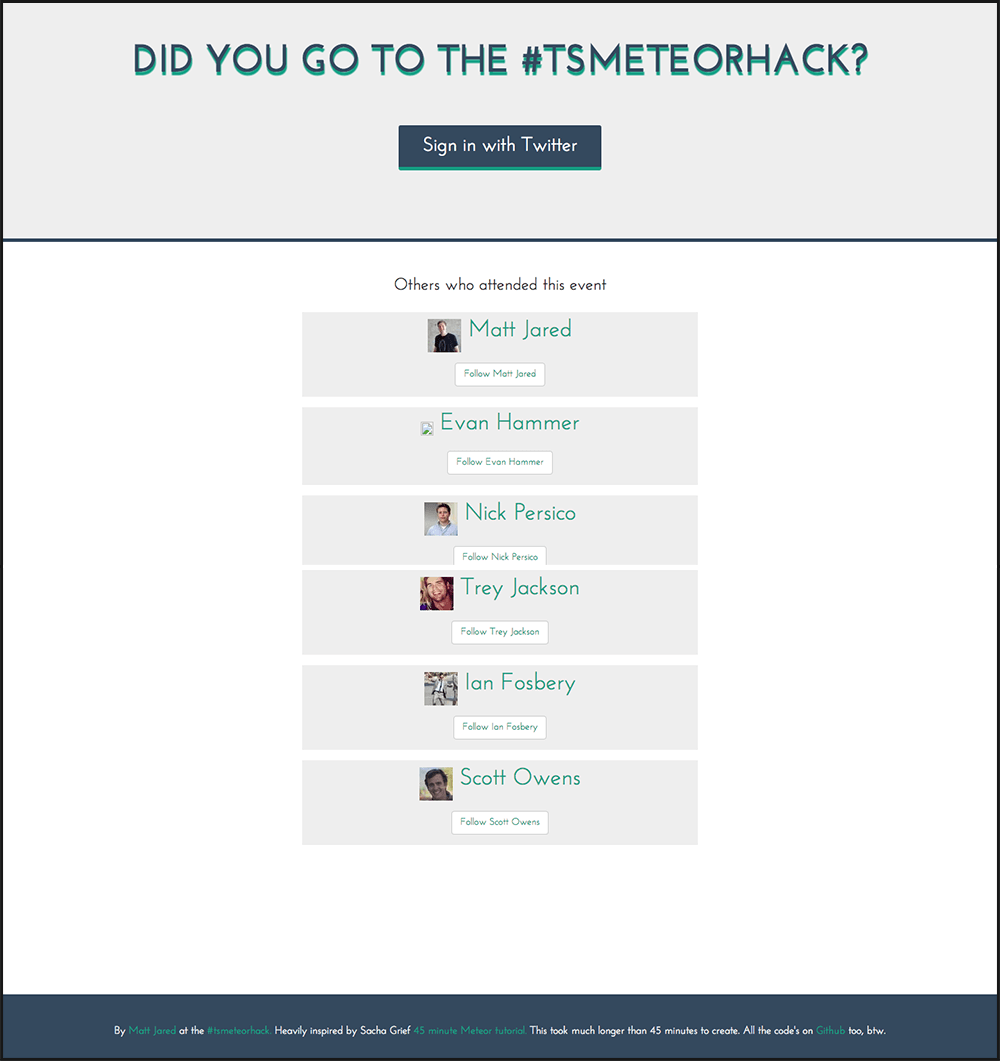 DID YOU GO TO THE #TSMETEORHACK?
Sign in with Twitter
Others who attended this event
Matt Jared
Follow Matt Jared
Evan Hammer
Follow Evan Hammer
Nick Persico
Follow Nick Persico
Trey Jackson
Follow Trey Jackson
Ian Fosbery
Follow Ian Fosbery
Scott Owens
Follow Scott Owens
By Matt Jared at the #tsmeteorhack. Heavily inspired by Sacha Grief 45 minute Meteor tutorial. This took much longer than 45 minutes to create. All the code's on Github too, btw.